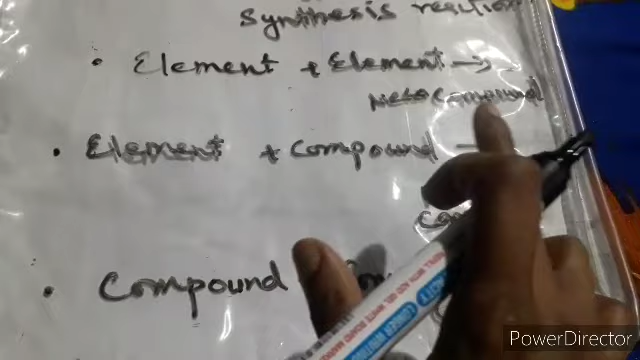 Synthesis reaction
• Element + Element →
New Compound
• Element + Compound
• Compound
PowerDirector